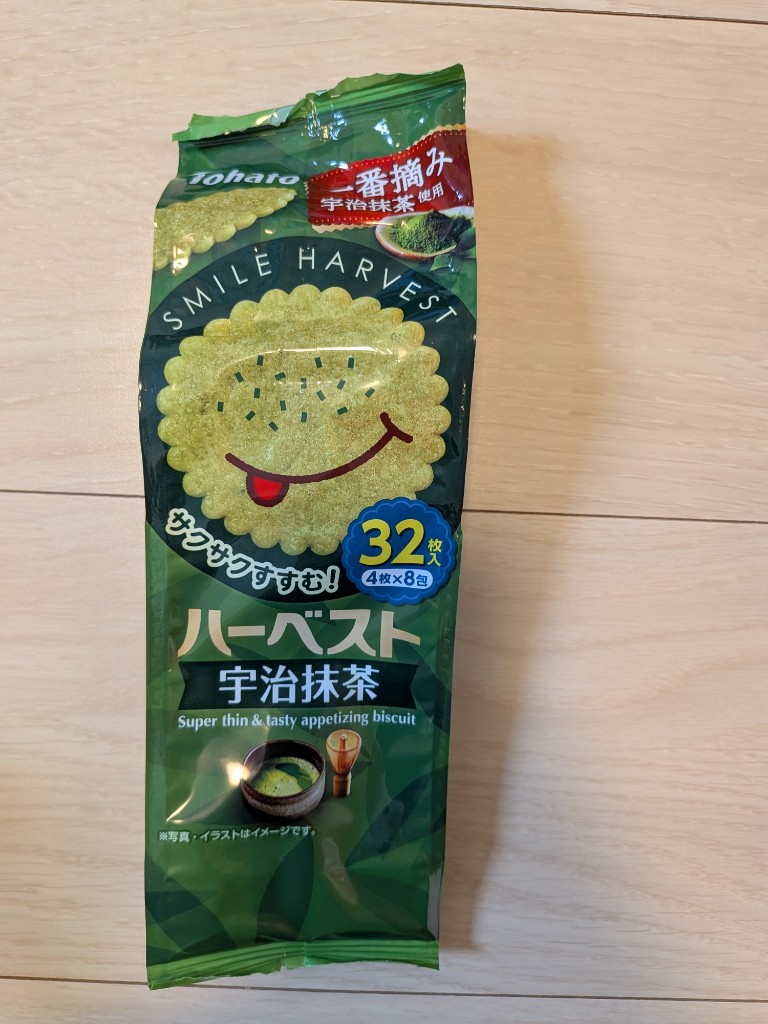 Tohato
一番摘み
宇治抹茶使用
SMILE HARVEST
サクサクすすむ!
32枚入
4枚×8包
ハーベスト
宇治抹茶
Super thin & tasty appetizing biscuit
※写真・イラストはイメージです。